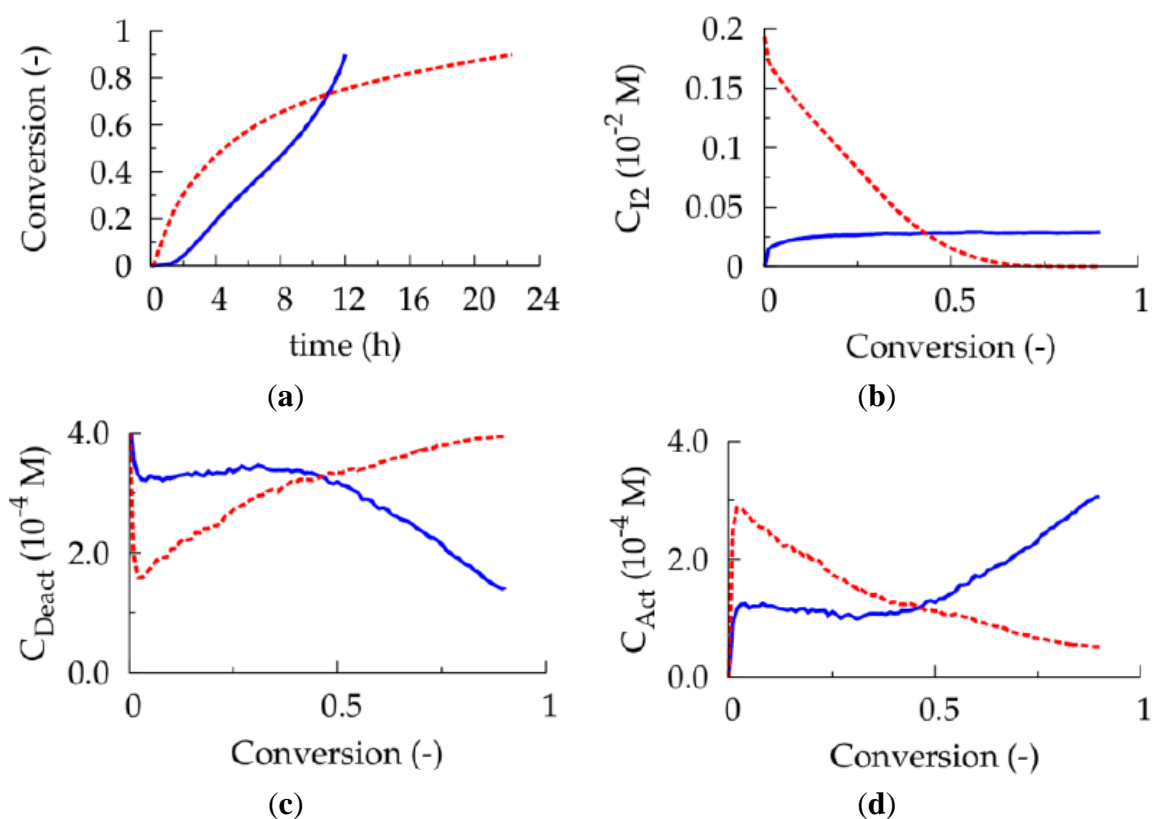 Conversion (-)
1
0.8
0.6
0.4
0.2
0
0 4 8 12 16 20 24
time (h)
(a)
C_I2 (10^-2 M)
0.2
0.15
0.1
0.05
0
0 0.5 1
Conversion (-)
(b)
C_Deact (10^-4 M)
4.0
2.0
0.0
0 0.5 1
Conversion (-)
(c)
C_Act (10^-4 M)
4.0
2.0
0.0
0 0.5 1
Conversion (-)
(d)